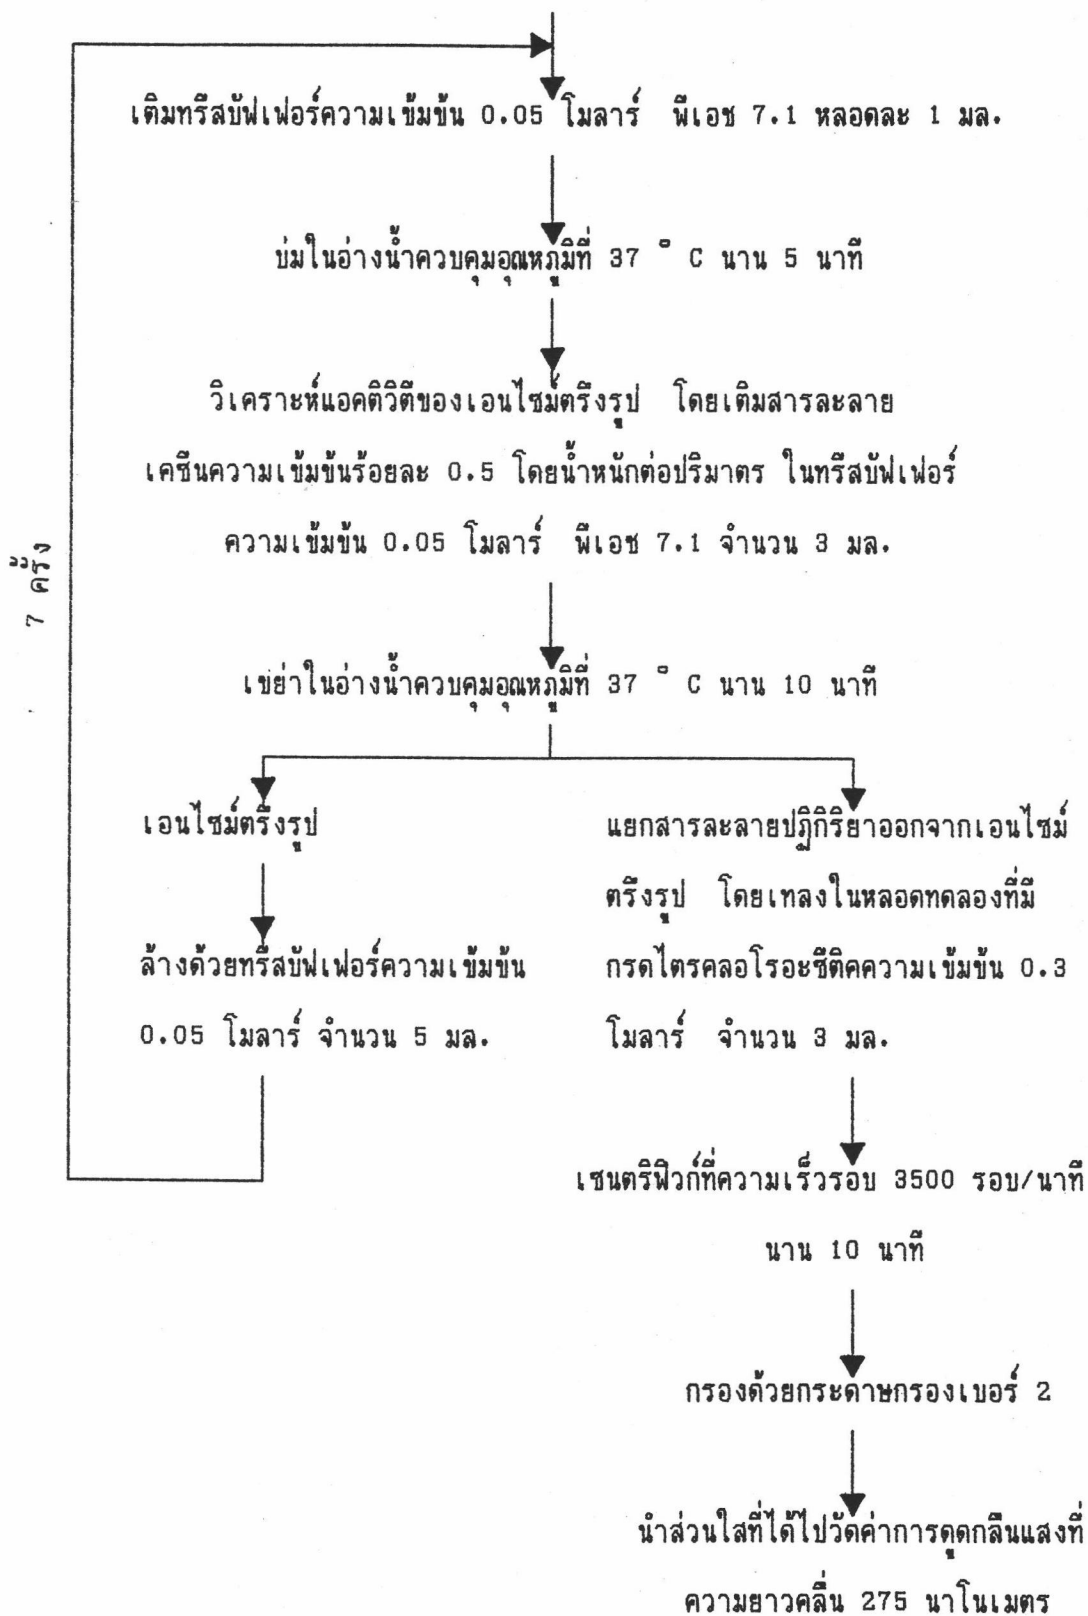 เติมทรีสบัฟเฟอร์ความเข้มข้น 0.05 โมลาร์ พีเอช 7.1 หลอดละ 1 มล.
บ่มในอ่างน้ำควบคุมอุณหภูมิที่ 37 ° C นาน 5 นาที
วิเคราะห์แอคติวิตีของเอนไซม์ตรึงรูป โดยเติมสารละลาย
เคซีนความเข้มข้นร้อยละ 0.5 โดยน้ำหนักต่อปริมาตร ในทรีสบัฟเฟอร์
ความเข้มข้น 0.05 โมลาร์ พีเอช 7.1 จำนวน 3 มล.
7 ครั้ง
เขย่าในอ่างน้ำควบคุมอุณหภูมิที่ 37 ° C นาน 10 นาที
เอนไซม์ตรึงรูป
ล้างด้วยทรีสบัฟเฟอร์ความเข้มข้น
0.05 โมลาร์ จำนวน 5 มล.
แยกสารละลายปฏิกิริยาออกจากเอนไซม์
ตรึงรูป โดยเทลงในหลอดทดลองที่มี
กรดไตรคลอโรอะซีติคความเข้มข้น 0.3
โมลาร์ จำนวน 3 มล.
เซนตริฟิวก์ที่ความเร็วรอบ 3500 รอบ/นาที
นาน 10 นาที
กรองด้วยกระดาษกรองเบอร์ 2
นำส่วนใสที่ได้ไปวัดค่าการดูดกลืนแสงที่
ความยาวคลื่น 275 นาโนเมตร